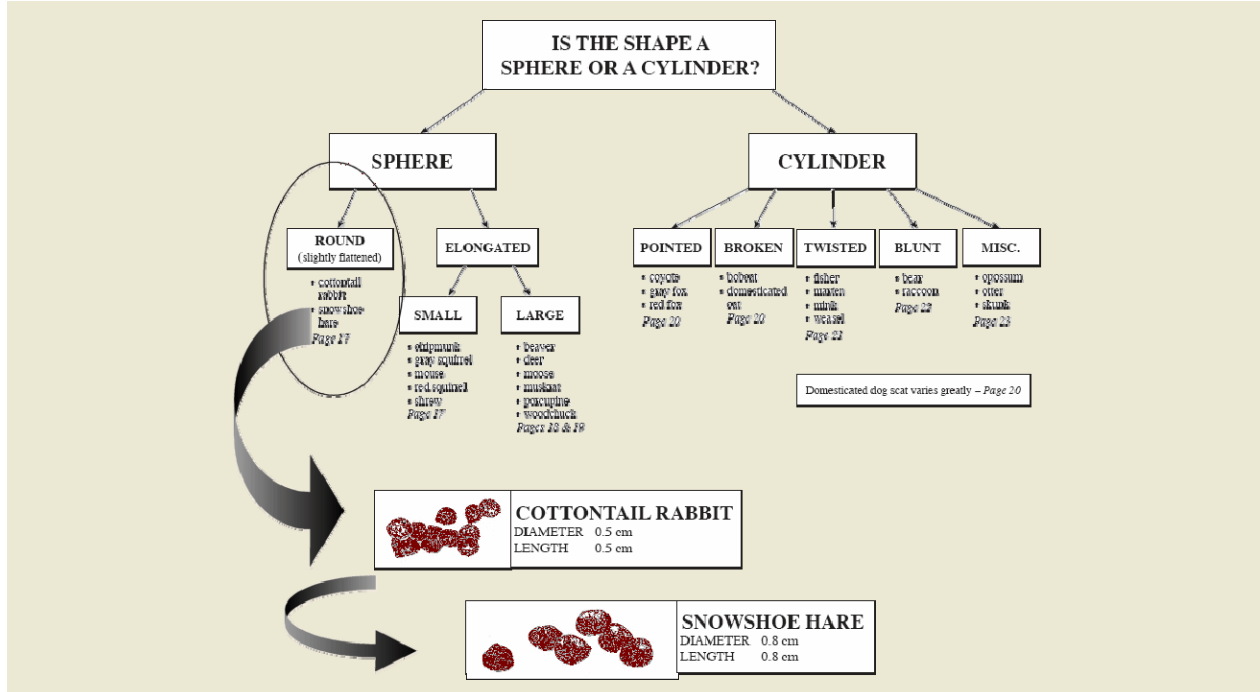 IS THE SHAPE A
SPHERE OR A CYLINDER?
SPHERE
CYLINDER
ROUND
(slightly flattened)
cottontail
rabbit
snowshoe
hare
Page 17
ELONGATED
SMALL
chipmunk
gray squirrel
mouse
red squirrel
shrew
Page 17
LARGE
beaver
deer
moose
muskrat
porcupine
woodchuck
Pages 18 & 19
POINTED
coyote
gray fox
red fox
Page 20
BROKEN
bobcat
domesticated
cat
Page 20
TWISTED
fisher
marten
mink
weasel
Page 21
BLUNT
bear
raccoon
Page 22
MISC.
opossum
otter
skunk
Page 23
Domesticated dog scat varies greatly – Page 20
COTTONTAIL RABBIT
DIAMETER 0.5 cm
LENGTH 0.5 cm
SNOWSHOE HARE
DIAMETER 0.8 cm
LENGTH 0.8 cm